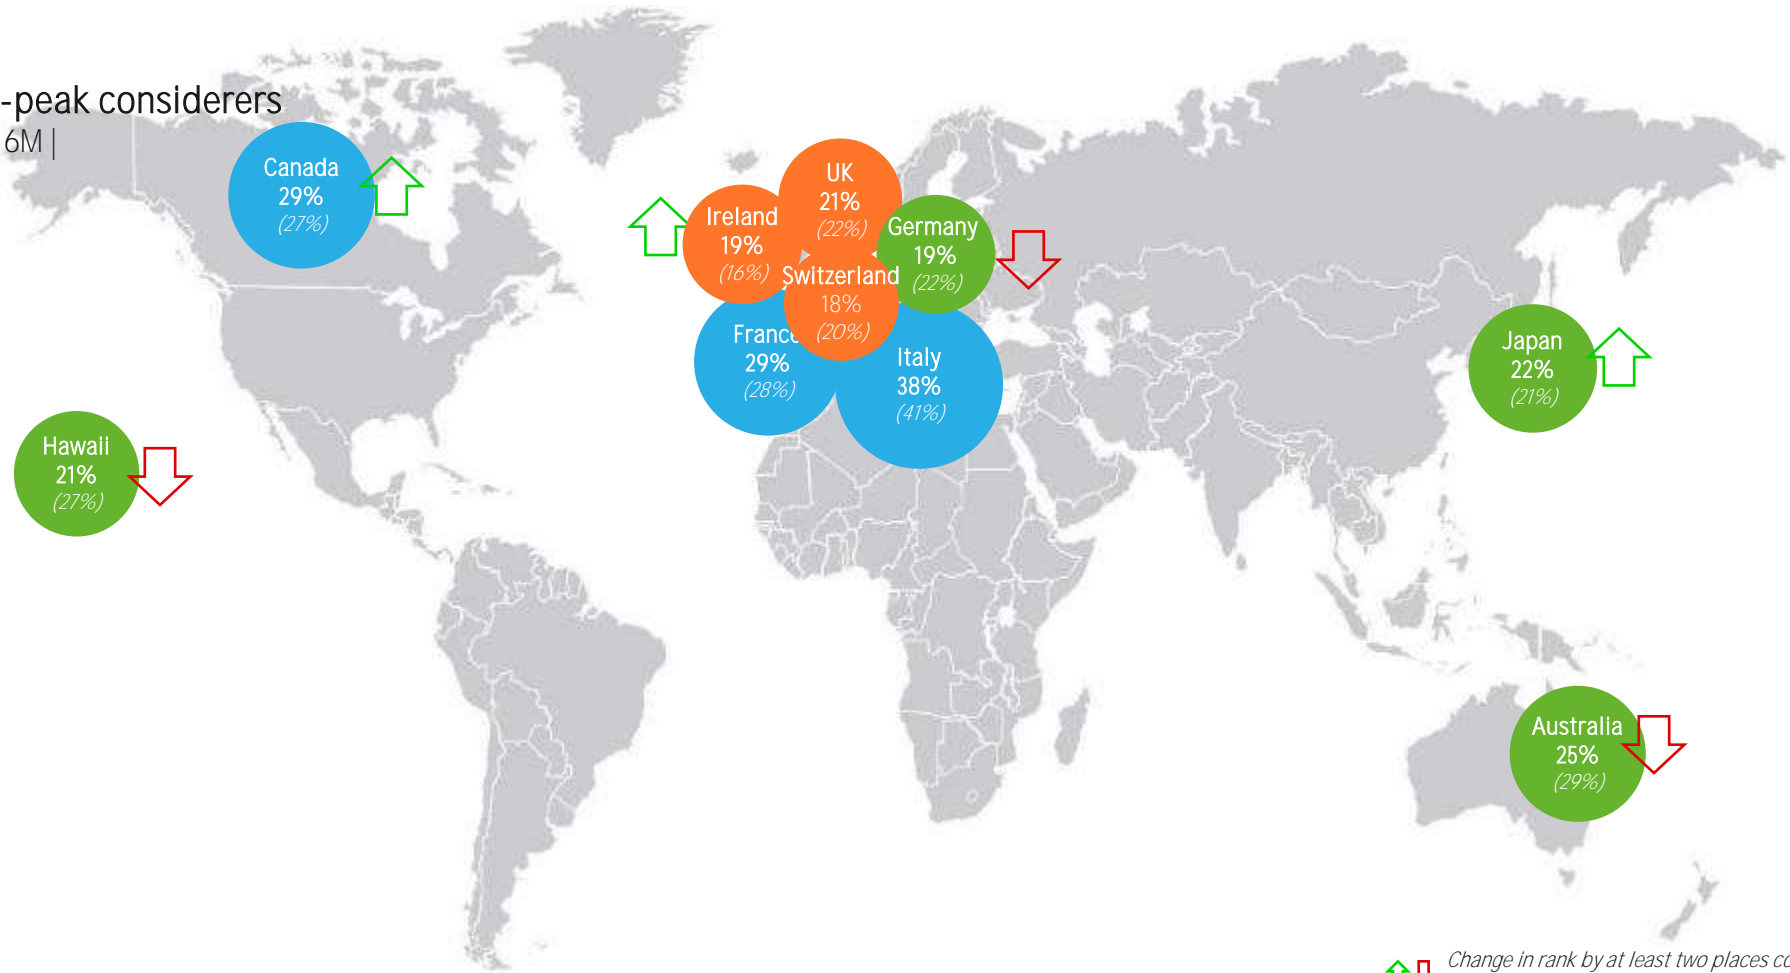 -peak considerers
6M |
Canada
29%
(27%)
UK
21%
(22%)
Ireland
19%
(16%)
Germany
19%
(22%)
Switzerland
18%
(20%)
France
29%
(28%)
Italy
38%
(41%)
Japan
22%
(21%)
Hawaii
21%
(27%)
Australia
25%
(29%)
Change in rank by at least two places